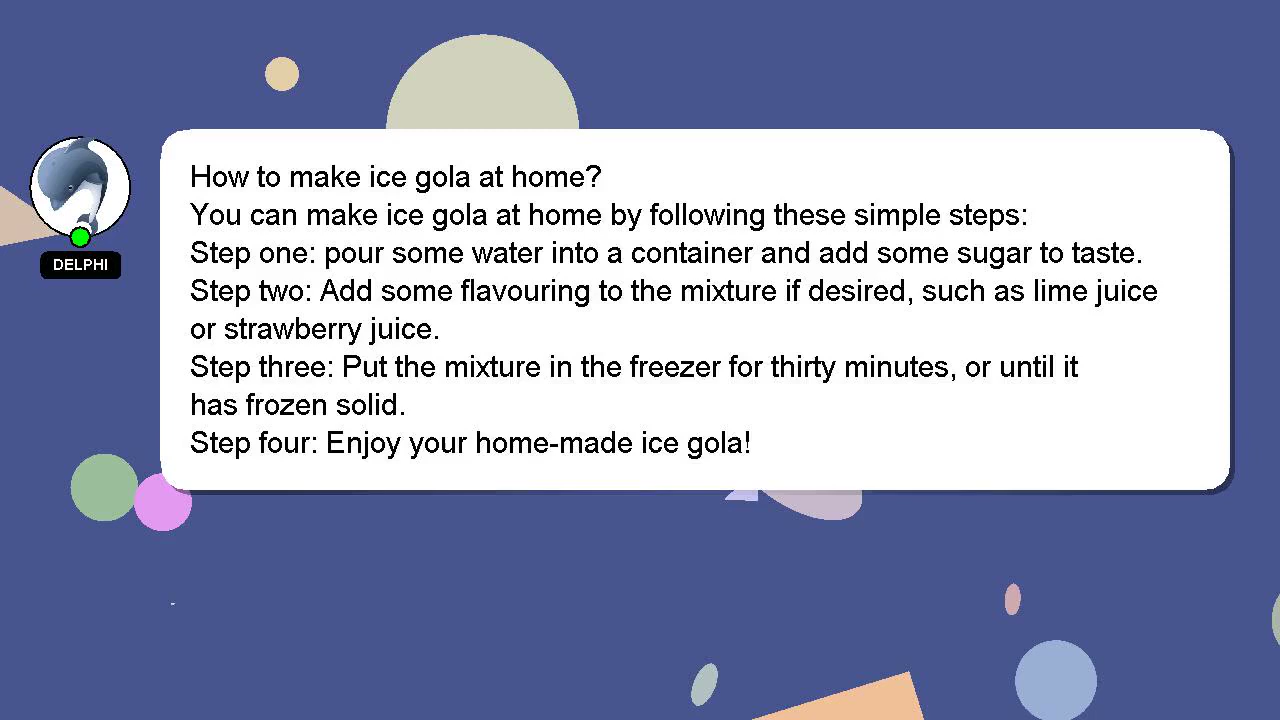 How to make ice gola at home?
You can make ice gola at home by following these simple steps:
Step one: pour some water into a container and add some sugar to taste.
Step two: Add some flavouring to the mixture if desired, such as lime juice
or strawberry juice.
Step three: Put the mixture in the freezer for thirty minutes, or until it
has frozen solid.
Step four: Enjoy your home-made ice gola!
DELPHI